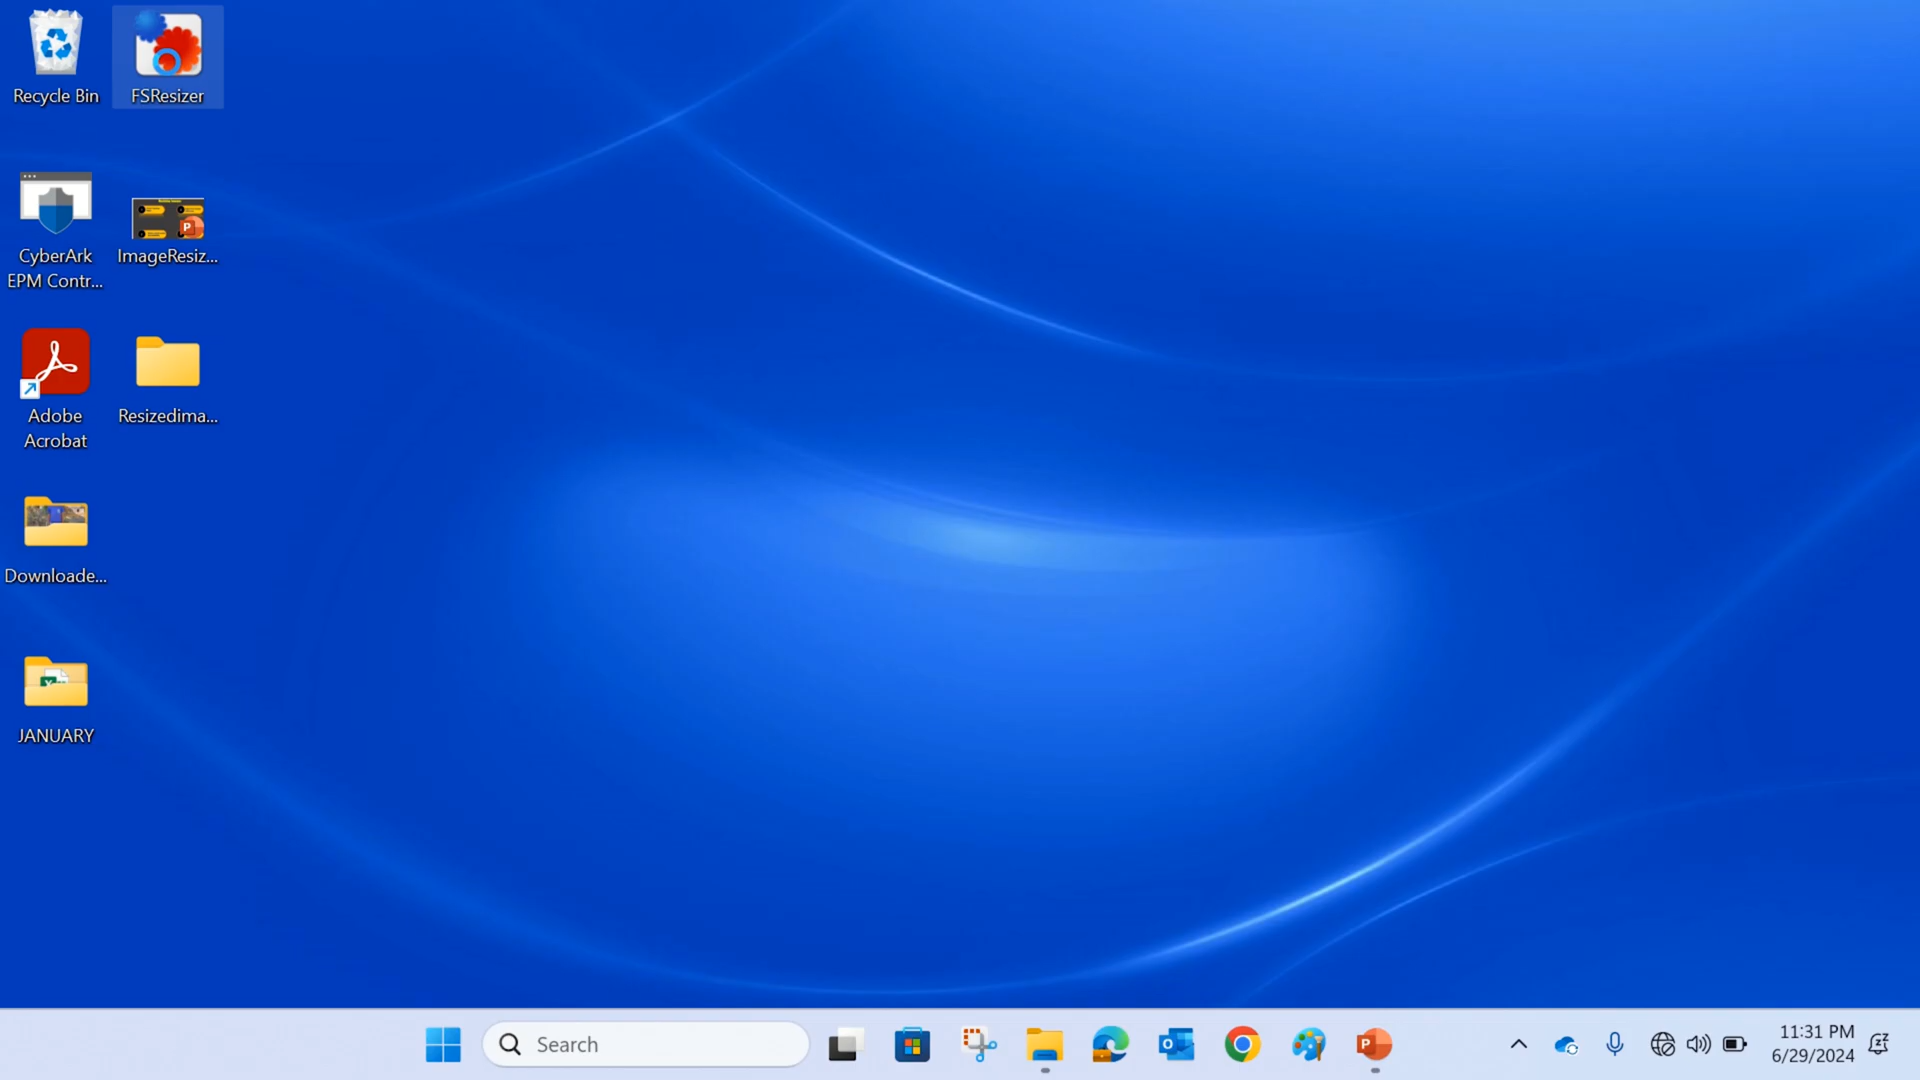 Recycle Bin
FSResizer
CyberArk
EPM Contr...
ImageResiz...
Adobe
Acrobat
Resizedima...
Downloade...
JANUARY
Search
11:31 PM
6/29/2024